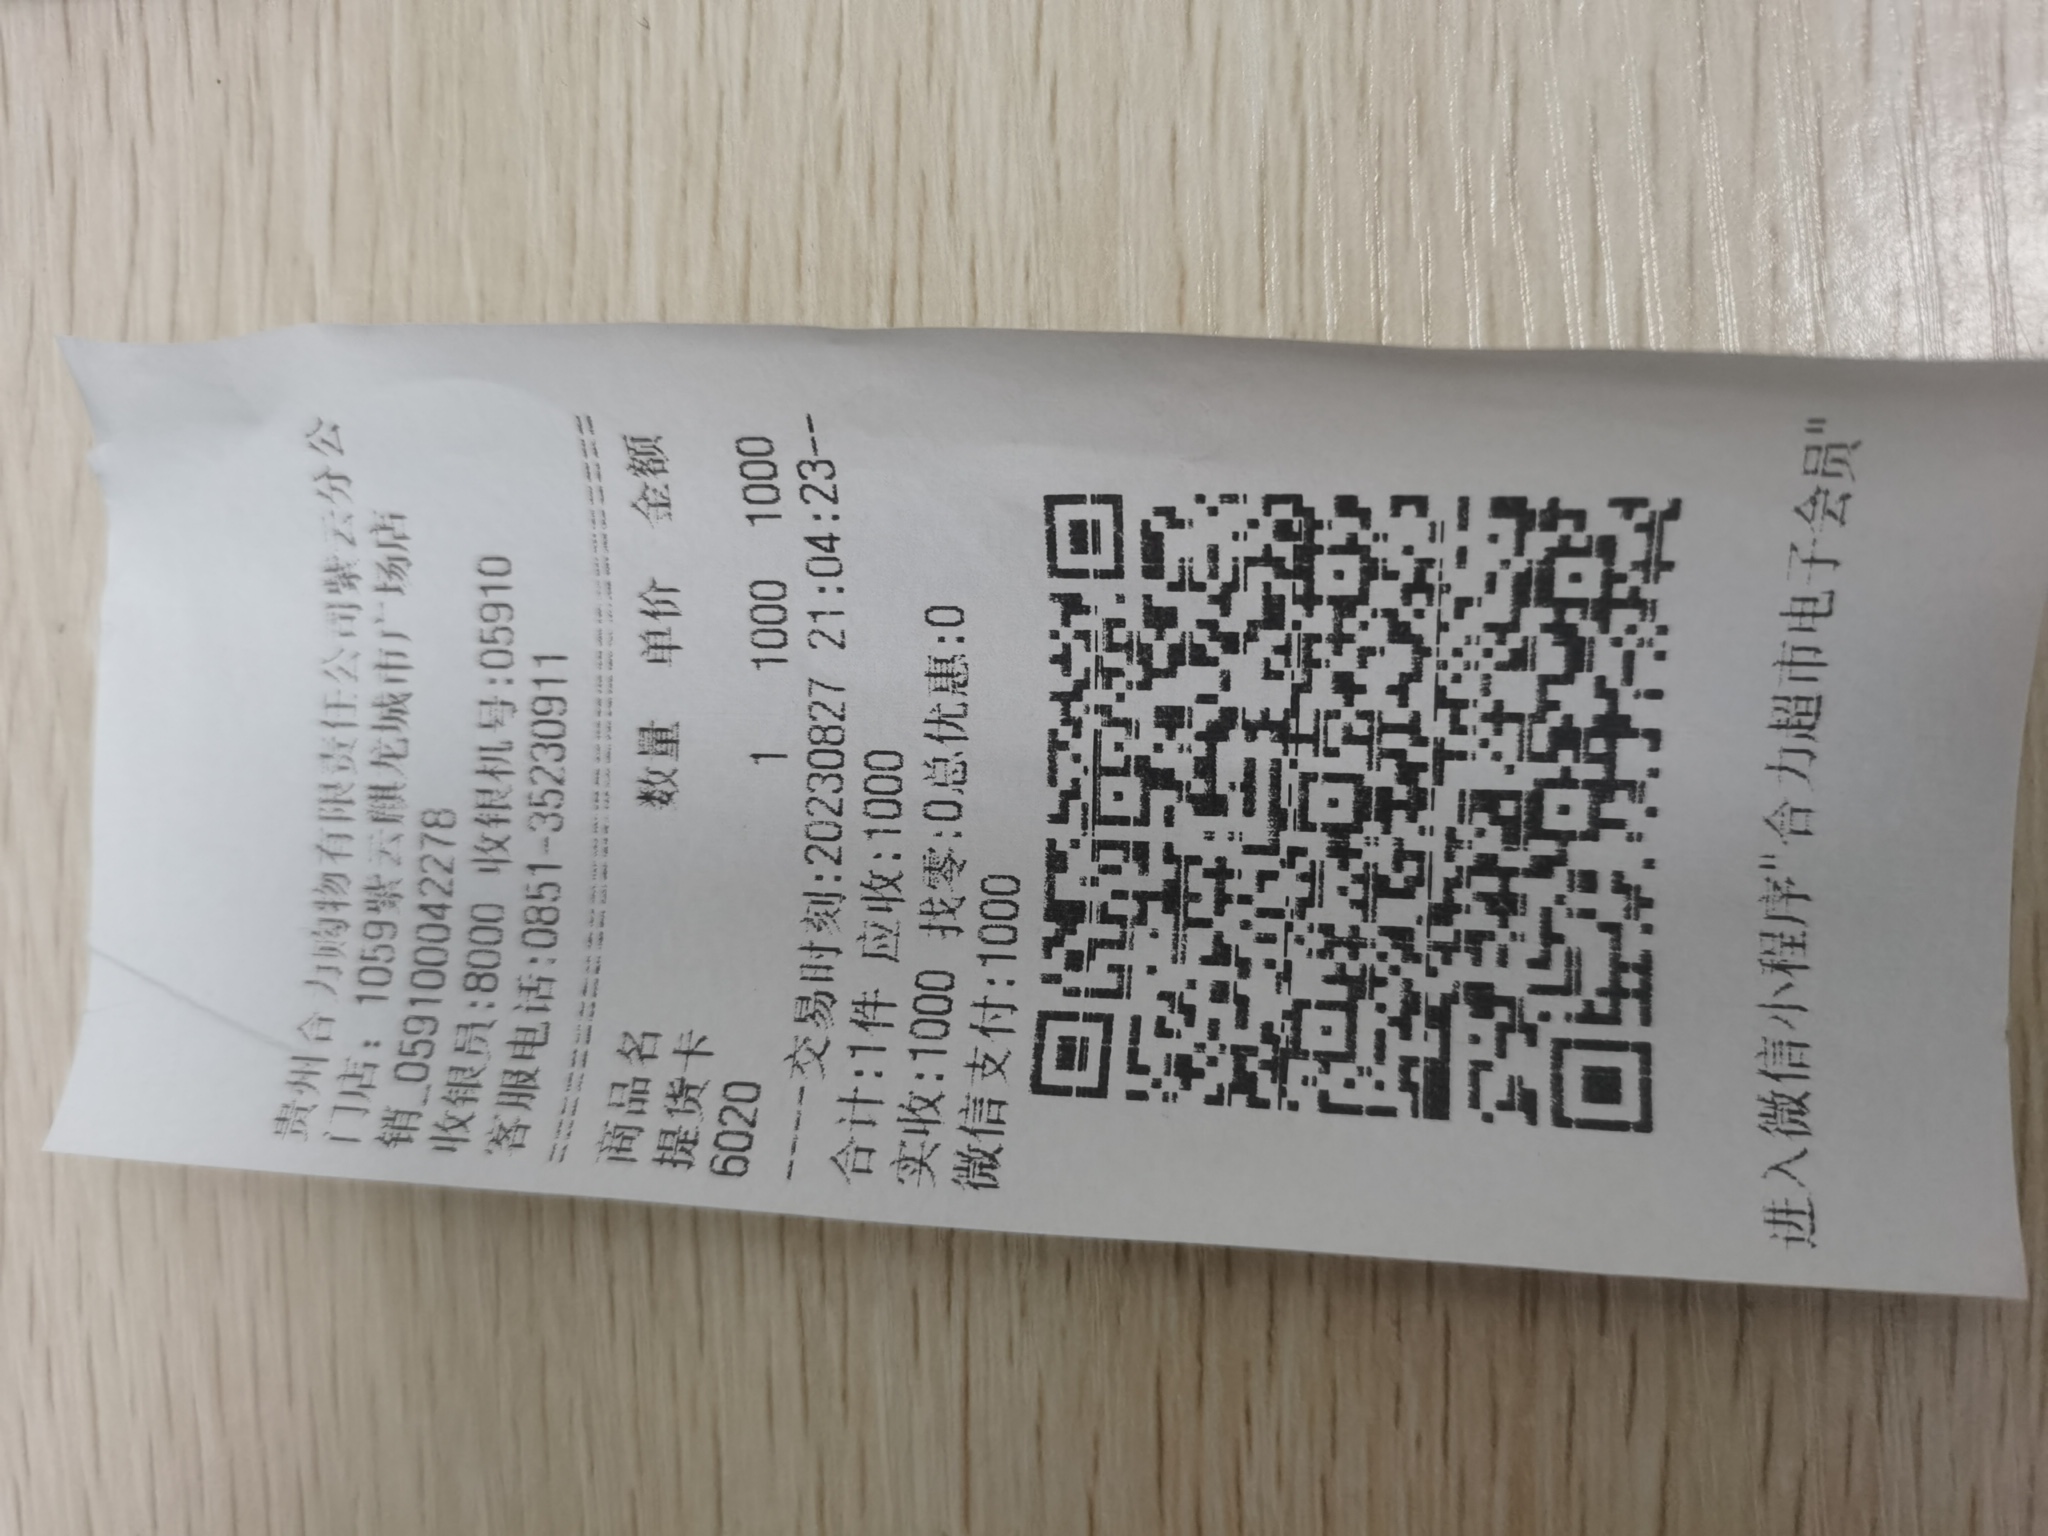 贵州合力购物有限责任公司紫云分公
门店: 1059紫云麒龙城市广场店
销_0591000042278
收银员:8000 收银机号:05910
客服电话:0851-35230911
商品名 数量 单价 金额
提货卡
6020 1 1000 1000
----交易时刻:20230827 21:04:23--
合计:1件 应收:1000
实收:1000 找零:0总优惠:0
微信支付:1000
进入微信小程序"合力超市电子会员"